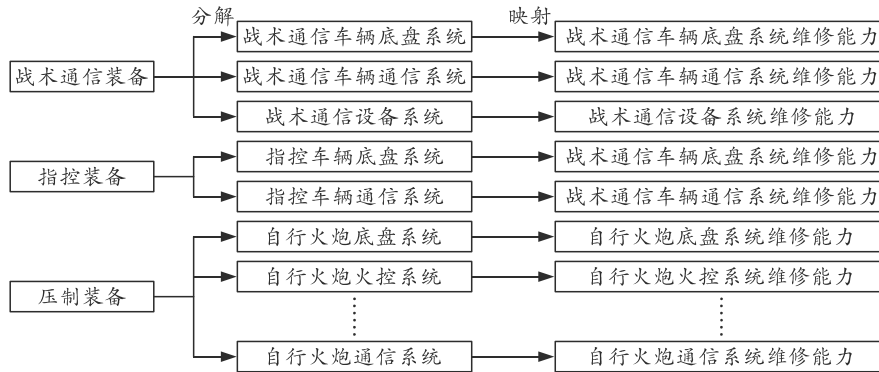 分解
映射
战术通信车辆底盘系统
战术通信车辆底盘系统维修能力
战术通信装备
战术通信车辆通信系统
战术通信车辆通信系统维修能力
战术通信设备系统
战术通信设备系统维修能力
指控车辆底盘系统
战术通信车辆底盘系统维修能力
指控装备
指控车辆通信系统
战术通信车辆通信系统维修能力
自行火炮底盘系统
自行火炮底盘系统维修能力
自行火炮火控系统
自行火炮火控系统维修能力
压制装备
自行火炮通信系统
自行火炮通信系统维修能力